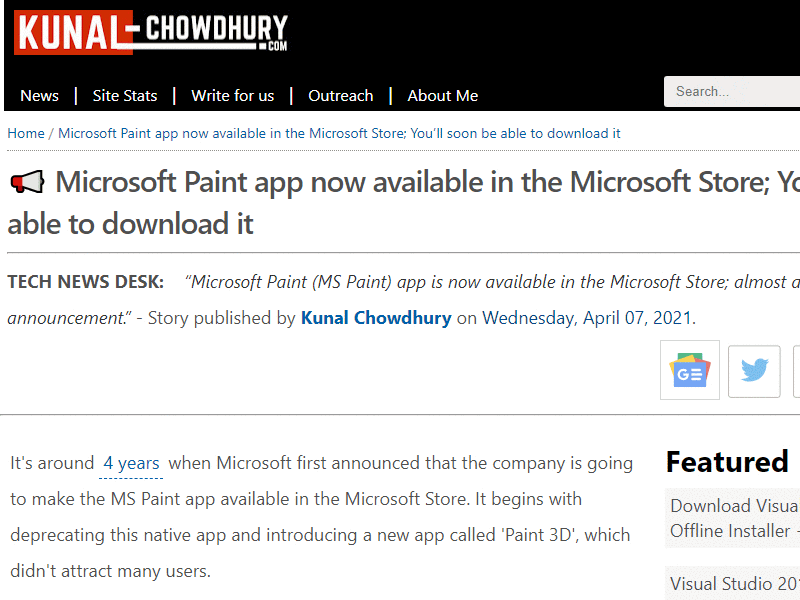 KUNAL-CHOWDHURY
.COM
News | Site Stats | Write for us | Outreach | About Me
Search...
Home / Microsoft Paint app now available in the Microsoft Store; You'll soon be able to download it
Microsoft Paint app now available in the Microsoft Store; Yo
able to download it
TECH NEWS DESK: “Microsoft Paint (MS Paint) app is now available in the Microsoft Store; almost a
announcement.” - Story published by Kunal Chowdhury on Wednesday, April 07, 2021.
GE
It's around 4 years when Microsoft first announced that the company is going
to make the MS Paint app available in the Microsoft Store. It begins with
deprecating this native app and introducing a new app called 'Paint 3D', which
didn't attract many users.
Featured
Download Visua
Offline Installer -
Visual Studio 201